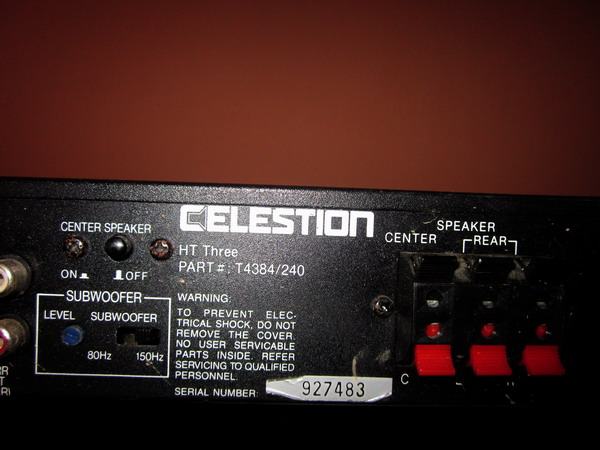 CELESTION
CENTER SPEAKER
ON OFF
HT Three
PART #: T4384/240
SUBWOOFER
LEVEL SUBWOOFER
80Hz 150Hz
WARNING:
TO PREVENT ELEC-
TRICAL SHOCK, DO NOT
REMOVE THE COVER.
NO USER SERVICABLE
PARTS INSIDE. REFER
SERVICING TO QUALIFIED
PERSONNEL.
SERIAL NUMBER: 927483
SPEAKER
CENTER REAR
C